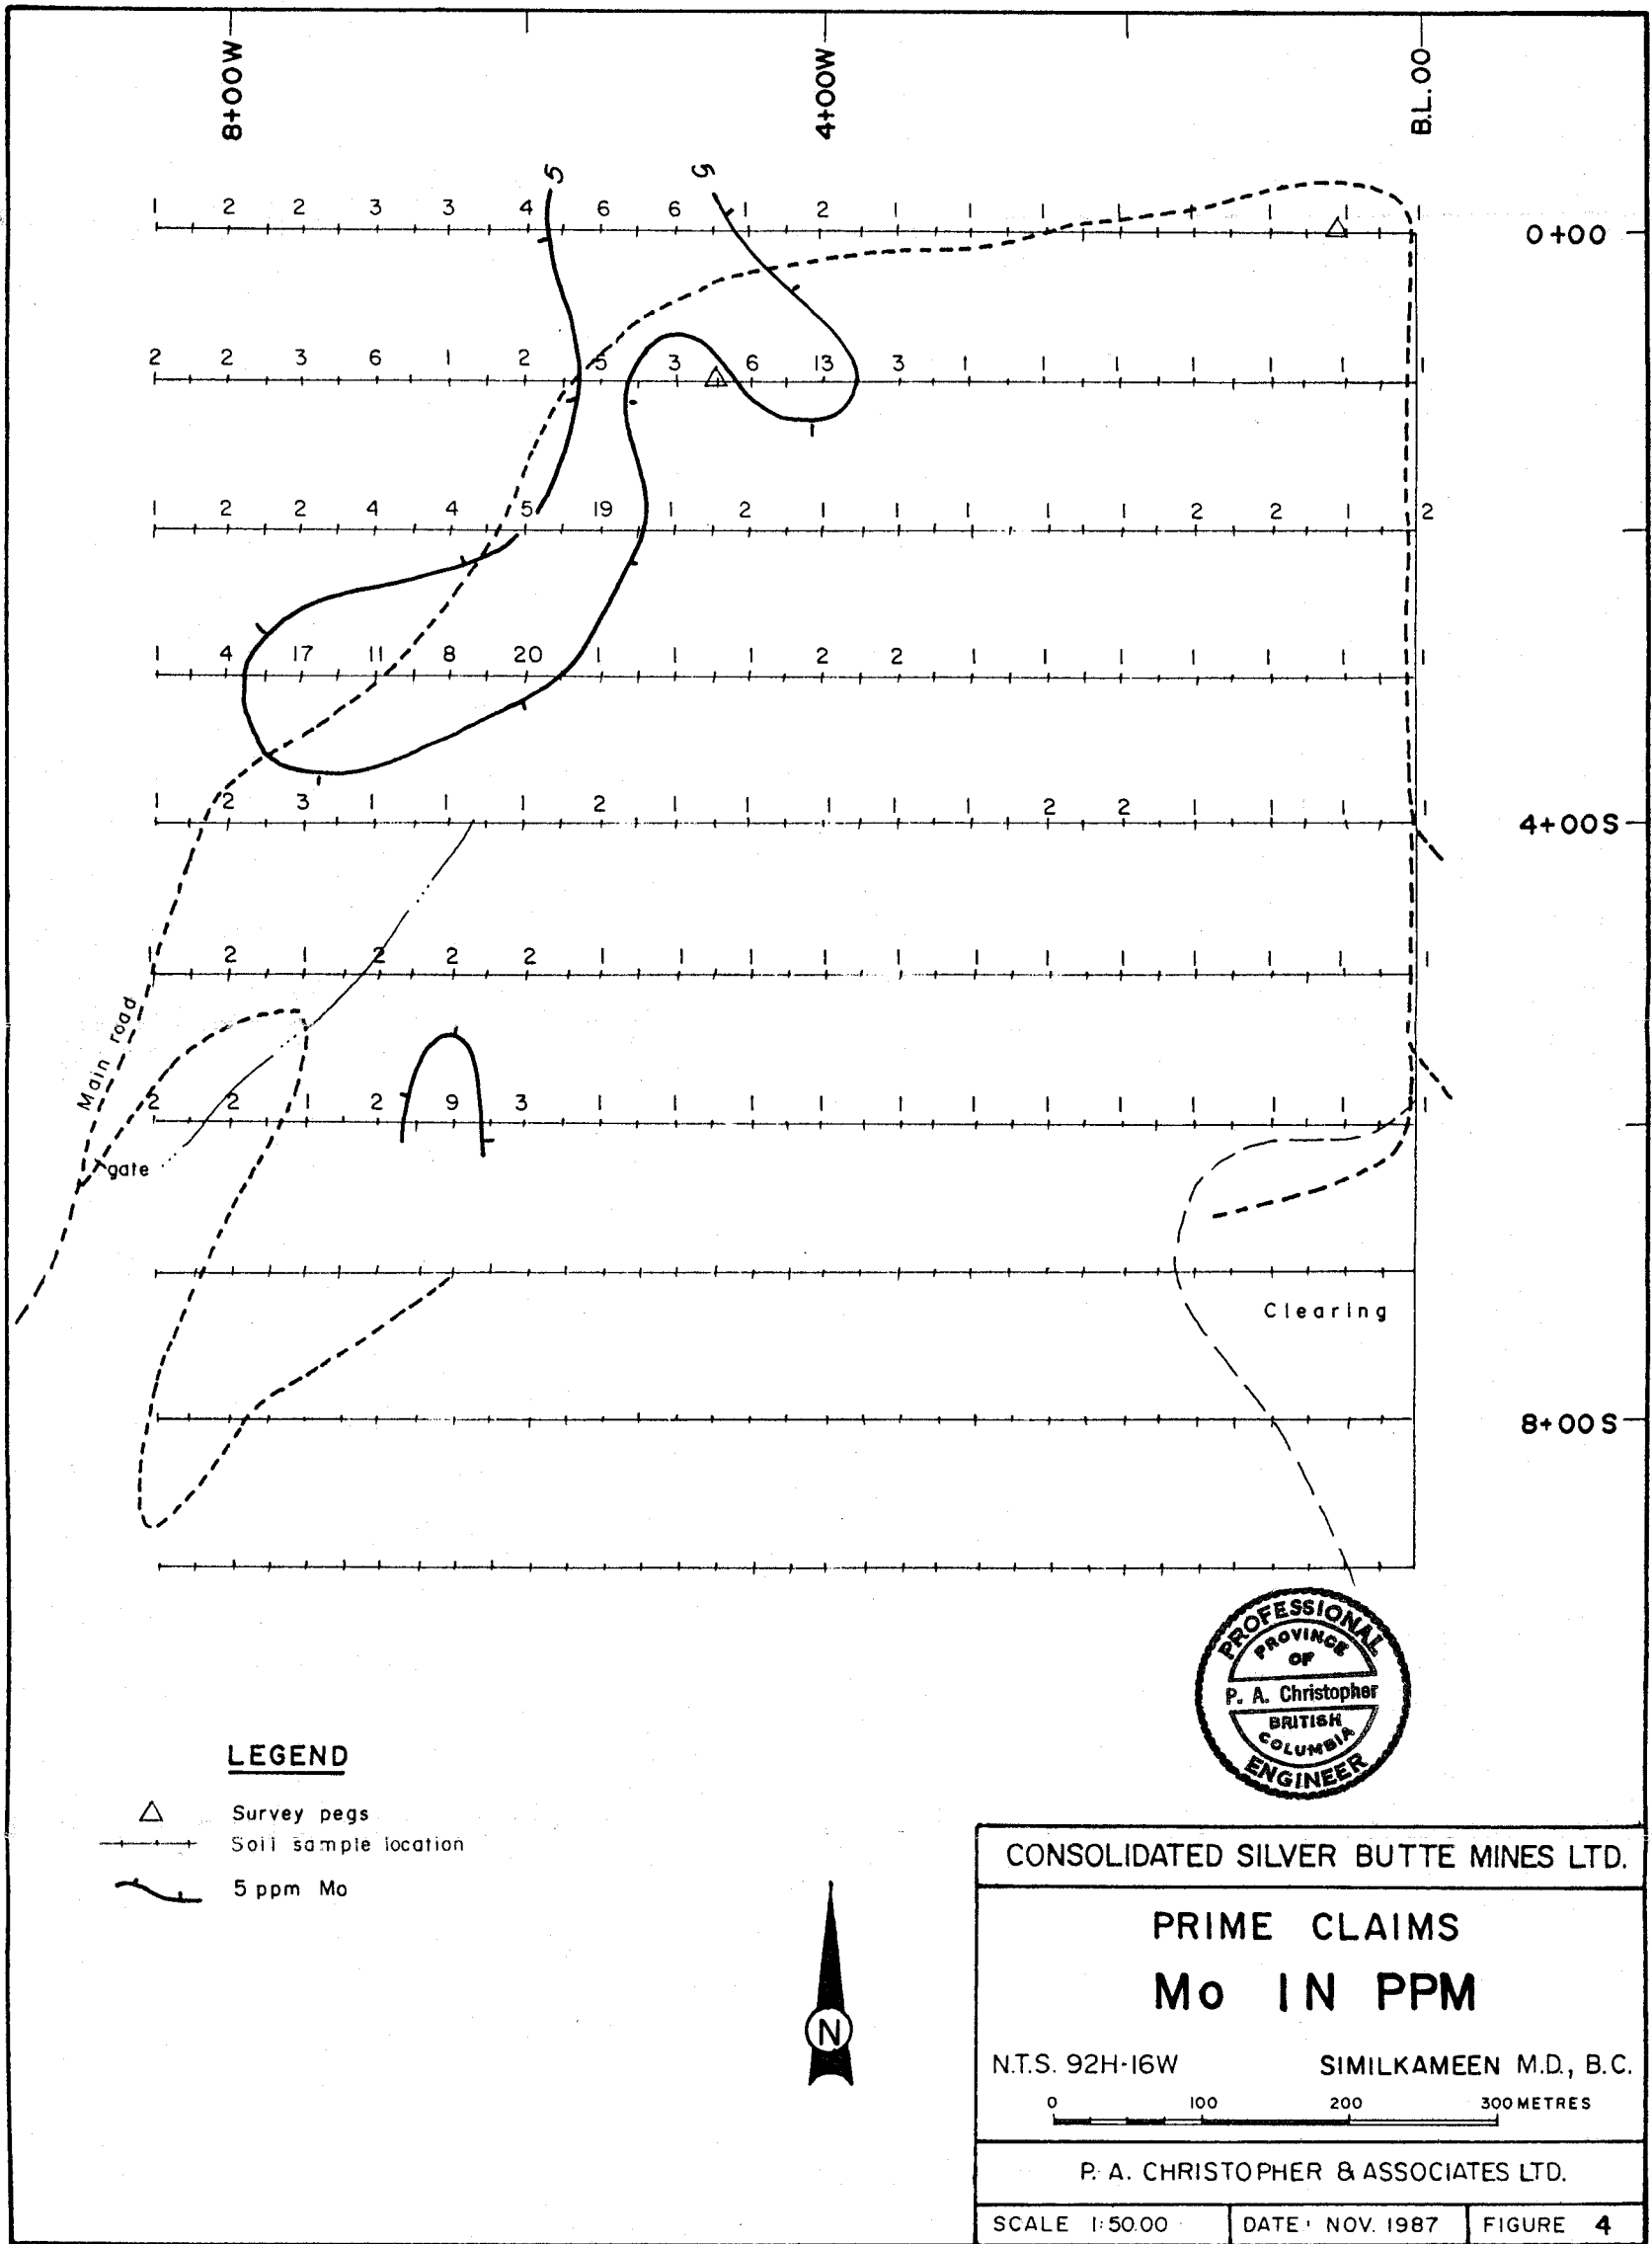 8+00W 4+00W B.L.00
5 5
1 2 2 3 3 4 6 6 1 2 1 1 1 1 1 1 1 1
0+00
2 2 3 6 1 2 5 3 6 13 3 1 1 1 1 1 1 1
1 2 2 4 4 5 19 1 2 1 1 1 1 1 2 2 1 2
1 4 17 11 8 20 1 1 1 2 2 1 1 1 1 1 1 1
1 2 3 1 1 1 2 1 1 1 1 1 2 2 1 1 1 1
4+00S
1 2 1 2 2 2 1 1 1 1 1 1 1 1 1 1 1 1
Main road
2 2 1 2 9 3 1 1 1 1 1 1 1 1 1 1 1 1
gate
Clearing
8+00S
PROFESSIONAL
PROVINCE
OF
P. A. Christopher
BRITISH
COLUMBIA
ENGINEER
LEGEND
Survey pegs
Soil sample location
5 ppm Mo
N
CONSOLIDATED SILVER BUTTE MINES LTD.
PRIME CLAIMS
Mo IN PPM
N.T.S. 92H-16W SIMILKAMEEN M.D., B.C.
0 100 200 300 METRES
P. A. CHRISTOPHER & ASSOCIATES LTD.
SCALE 1:50.00 DATE: NOV. 1987 FIGURE 4